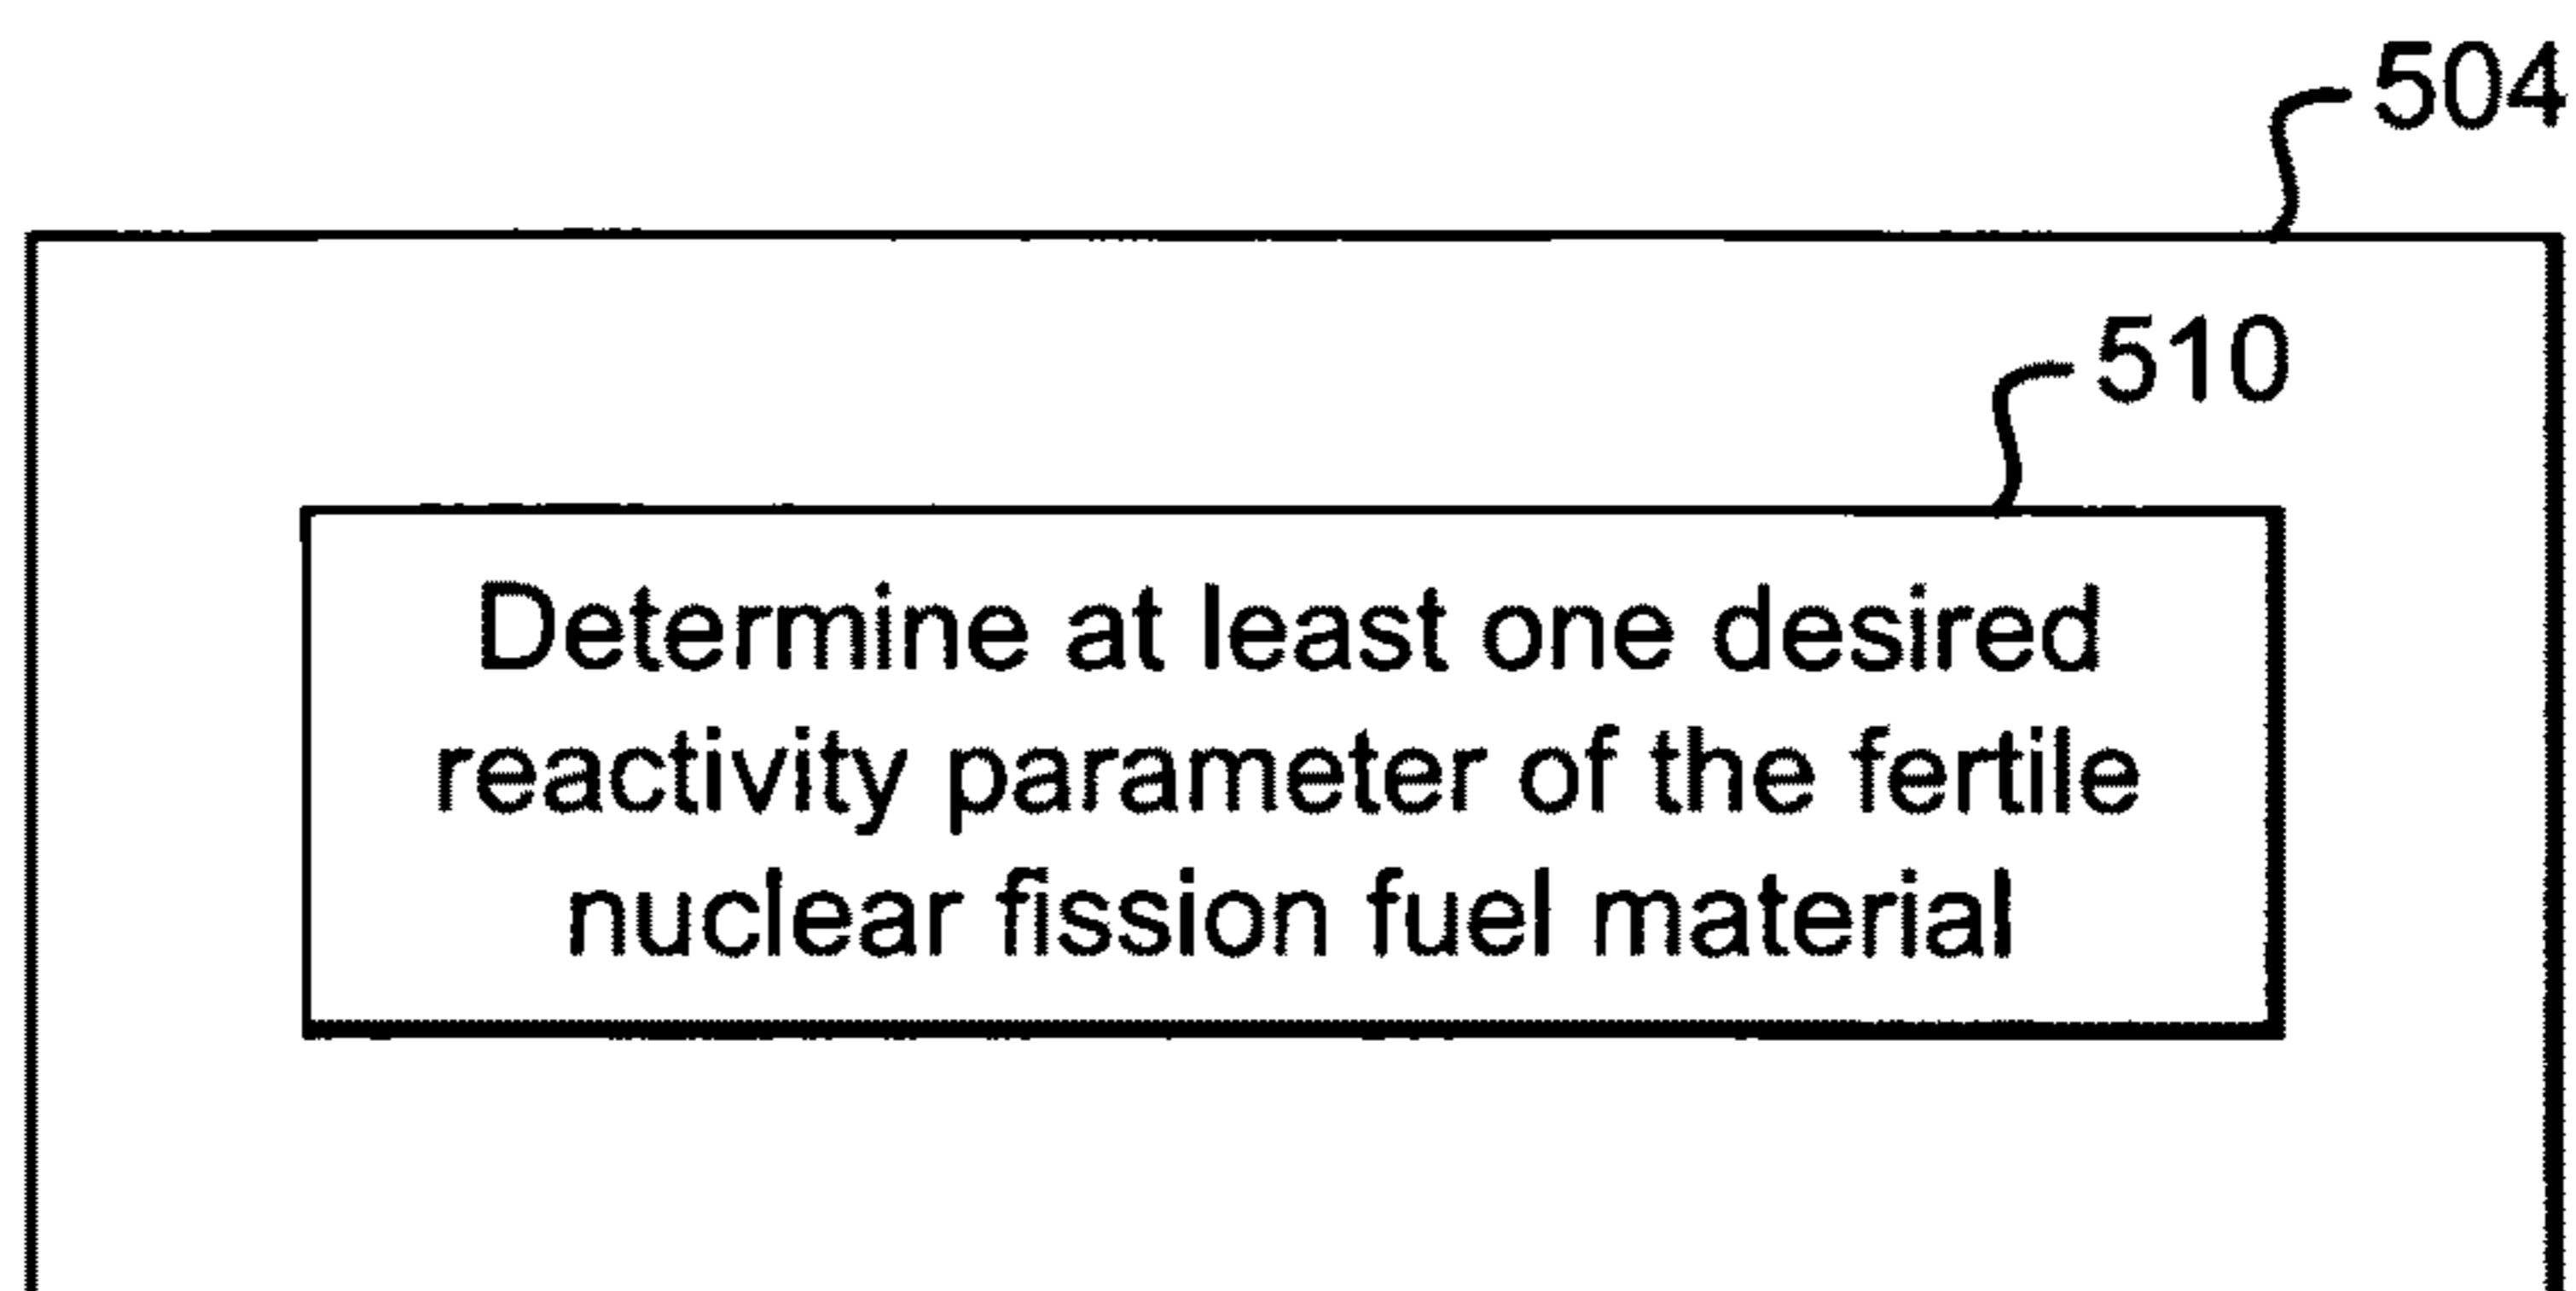 504
510
Determine at least one desired
reactivity parameter of the fertile
nuclear fission fuel material